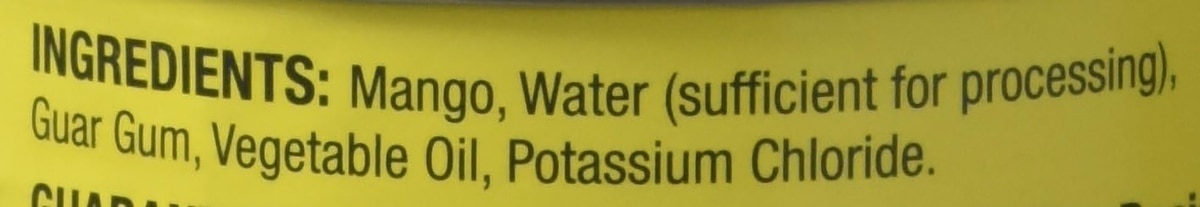 INGREDIENTS: Mango, Water (sufficient for processing),
Guar Gum, Vegetable Oil, Potassium Chloride.